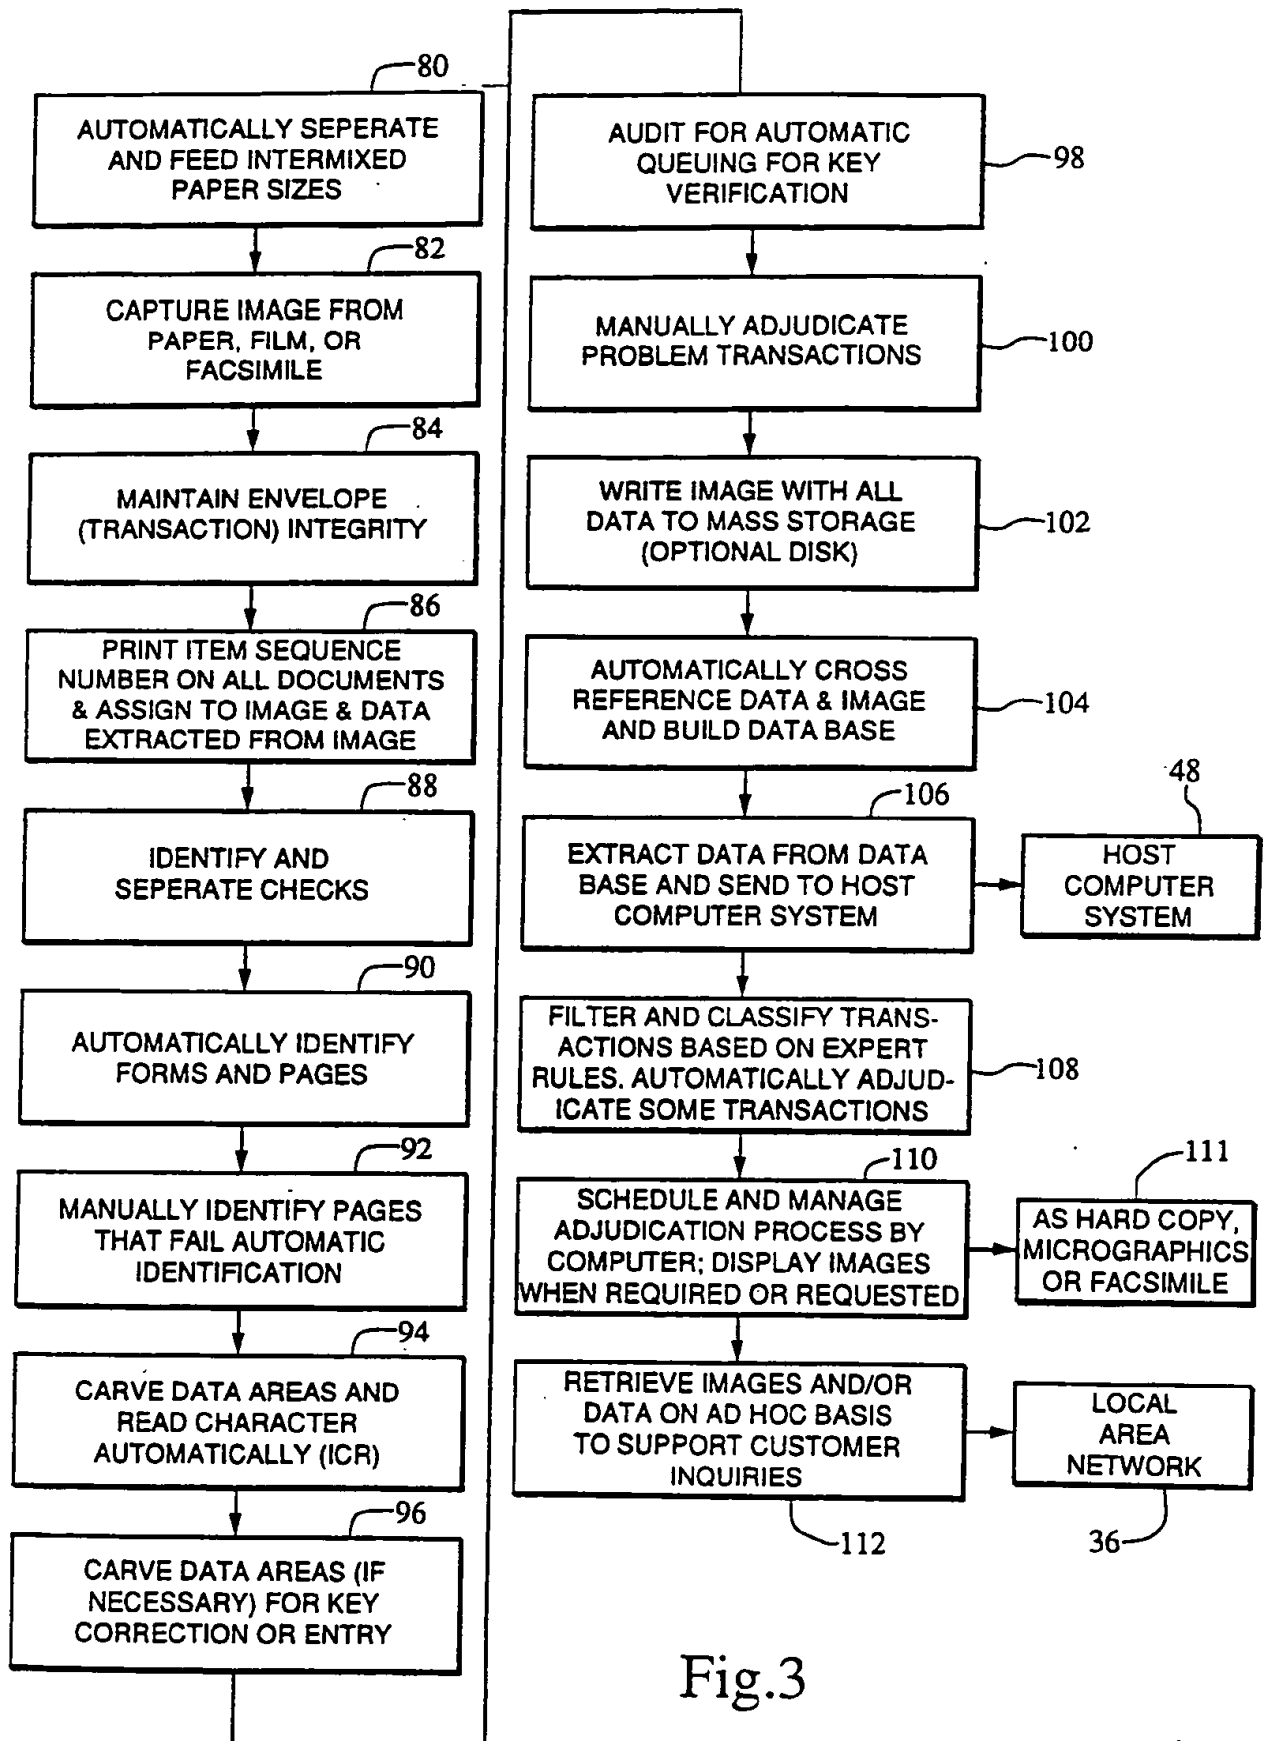 80
AUTOMATICALLY SEPERATE
AND FEED INTERMIXED
PAPER SIZES
82
CAPTURE IMAGE FROM
PAPER, FILM, OR
FACSIMILE
84
MAINTAIN ENVELOPE
(TRANSACTION) INTEGRITY
86
PRINT ITEM SEQUENCE
NUMBER ON ALL DOCUMENTS
& ASSIGN TO IMAGE & DATA
EXTRACTED FROM IMAGE
88
IDENTIFY AND
SEPERATE CHECKS
90
AUTOMATICALLY IDENTIFY
FORMS AND PAGES
92
MANUALLY IDENTIFY PAGES
THAT FAIL AUTOMATIC
IDENTIFICATION
94
CARVE DATA AREAS AND
READ CHARACTER
AUTOMATICALLY (ICR)
96
CARVE DATA AREAS (IF
NECESSARY) FOR KEY
CORRECTION OR ENTRY
AUDIT FOR AUTOMATIC
QUEUING FOR KEY
VERIFICATION
98
MANUALLY ADJUDICATE
PROBLEM TRANSACTIONS
100
WRITE IMAGE WITH ALL
DATA TO MASS STORAGE
(OPTIONAL DISK)
102
AUTOMATICALLY CROSS
REFERENCE DATA & IMAGE
AND BUILD DATA BASE
104
106
EXTRACT DATA FROM DATA
BASE AND SEND TO HOST
COMPUTER SYSTEM
48
HOST
COMPUTER
SYSTEM
FILTER AND CLASSIFY TRANS-
ACTIONS BASED ON EXPERT
RULES. AUTOMATICALLY ADJUD-
ICATE SOME TRANSACTIONS
108
110
SCHEDULE AND MANAGE
ADJUDICATION PROCESS BY
COMPUTER; DISPLAY IMAGES
WHEN REQUIRED OR REQUESTED
111
AS HARD COPY,
MICROGRAPHICS
OR FACSIMILE
RETRIEVE IMAGES AND/OR
DATA ON AD HOC BASIS
TO SUPPORT CUSTOMER
INQUIRIES
112
LOCAL
AREA
NETWORK
36
Fig.3